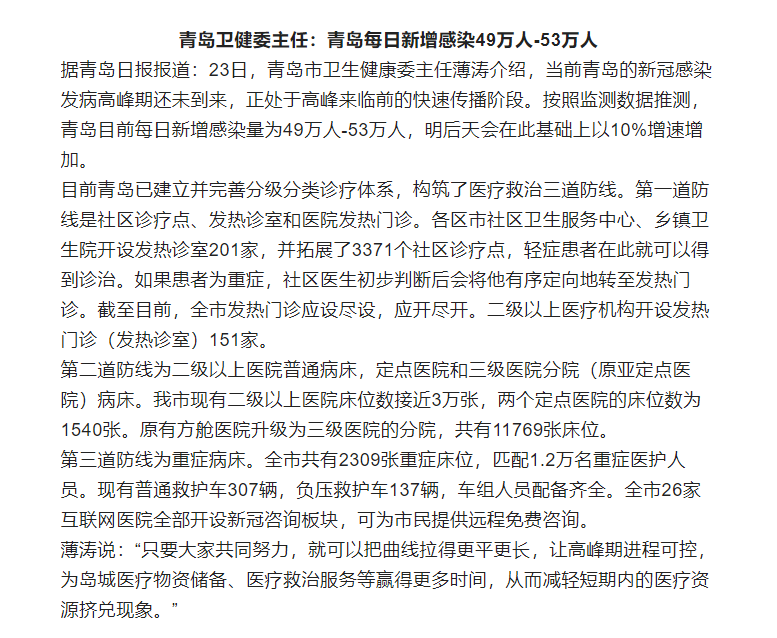 青岛卫健委主任：青岛每日新增感染49万人-53万人
据青岛日报报道：23日，青岛市卫生健康委主任薄涛介绍，当前青岛的新冠感染
发病高峰期还未到来，正处于高峰来临前的快速传播阶段。按照监测数据推测，
青岛目前每日新增感染量为49万人-53万人，明后天会在此基础上以10%增速增
加。
目前青岛已建立并完善分级分类诊疗体系，构筑了医疗救治三道防线。第一道防
线是社区诊疗点、发热诊室和医院发热门诊。各区市社区卫生服务中心、乡镇卫
生院开设发热诊室201家，并拓展了3371个社区诊疗点，轻症患者在此就可以得
到诊治。如果患者为重症，社区医生初步判断后会将他有序定向地转至发热门
诊。截至目前，全市发热门诊应设尽设，应开尽开。二级以上医疗机构开设发热
门诊（发热诊室）151家。
第二道防线为二级以上医院普通病床，定点医院和三级医院分院（原亚定点医
院）病床。我市现有二级以上医院床位数接近3万张，两个定点医院的床位数为
1540张。原有方舱医院升级为三级医院的分院，共有11769张床位。
第三道防线为重症病床。全市共有2309张重症床位，匹配1.2万名重症医护人
员。现有普通救护车307辆，负压救护车137辆，车组人员配备齐全。全市26家
互联网医院全部开设新冠咨询板块，可为市民提供远程免费咨询。
薄涛说：“只要大家共同努力，就可以把曲线拉得更平更长，让高峰期进程可控，
为岛城医疗物资储备、医疗救治服务等赢得更多时间，从而减轻短期内的医疗资
源挤兑现象。”